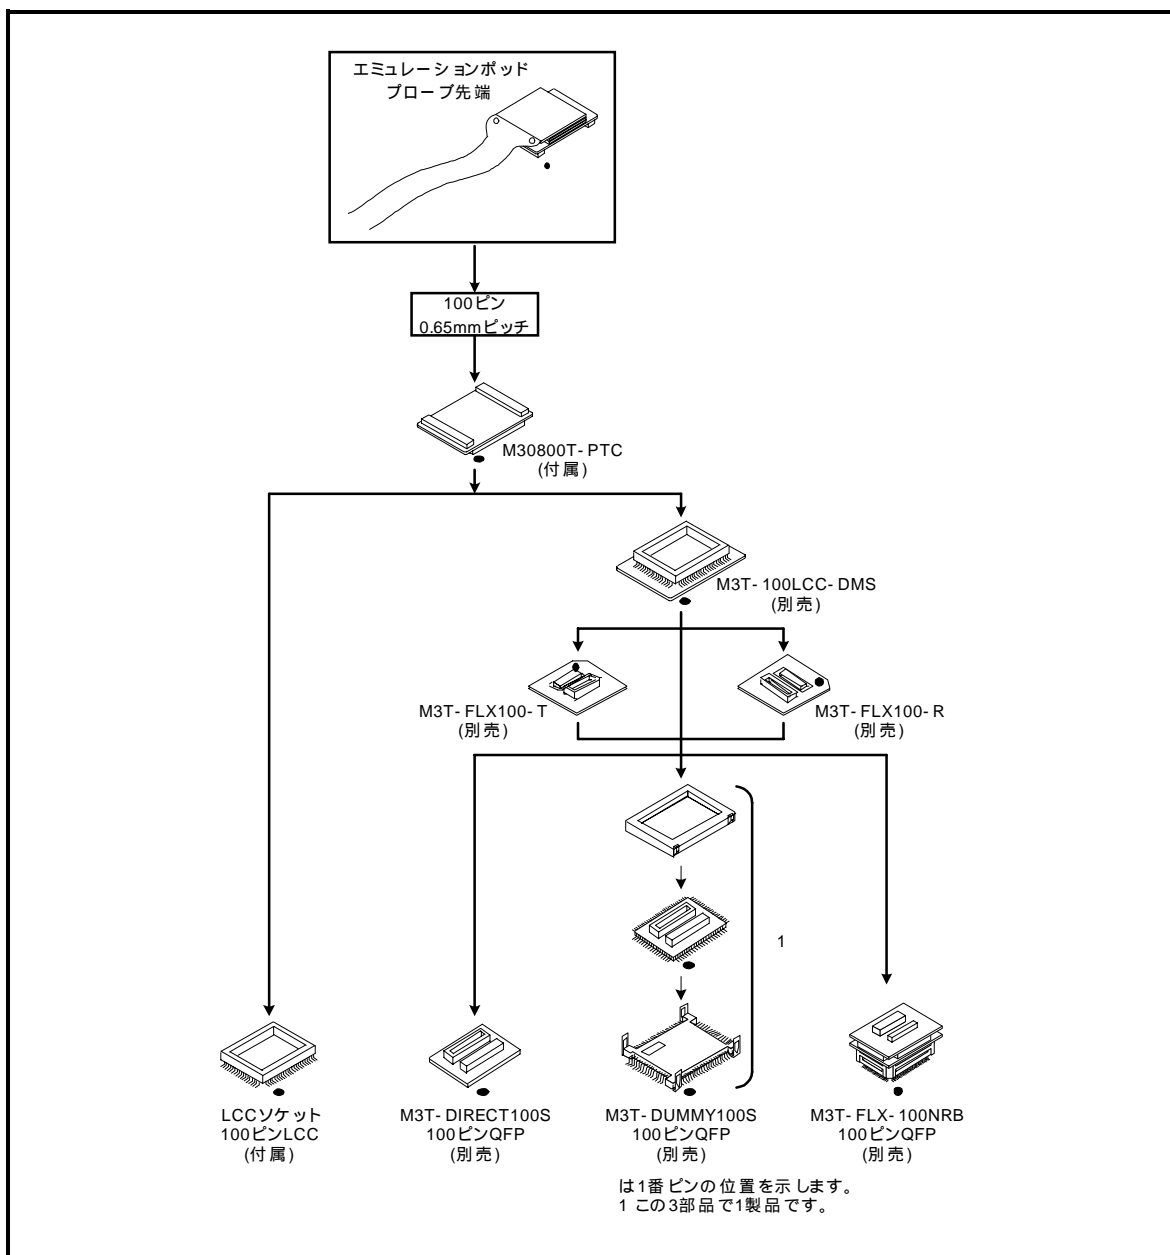 エミュレーションポッド
プローブ先端
100ピン
0.65mmピッチ
M30800T-PTC
(付属)
M3T-100LCC-DMS
(別売)
M3T-FLX100-T
(別売)
M3T-FLX100-R
(別売)
1
LCCソケット
100ピンLCC
(付属)
M3T-DIRECT100S
100ピンQFP
(別売)
M3T-DUMMY100S
100ピンQFP
(別売)
M3T-FLX-100NRB
100ピンQFP
(別売)
は1番ピンの位置を示します。
1 この3部品で1製品です。